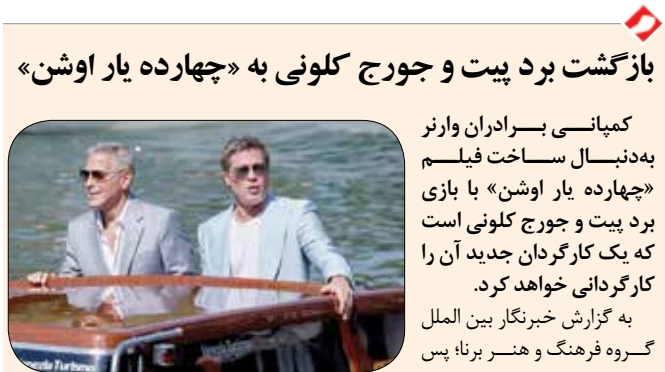 بازگشت برد پیت و جورج کلونی به «چهارده یار اوشن»
کمپانی برادران وارنر
به‌دنبال ساخت فیلم
«چهارده یار اوشن» با بازی
برد پیت و جورج کلونی است
که یک کارگردان جدید آن را
کارگردانی خواهد کرد.
به گزارش خبرنگار بین الملل
گروه فرهنگ و هنر برنا؛ پس
Turismo